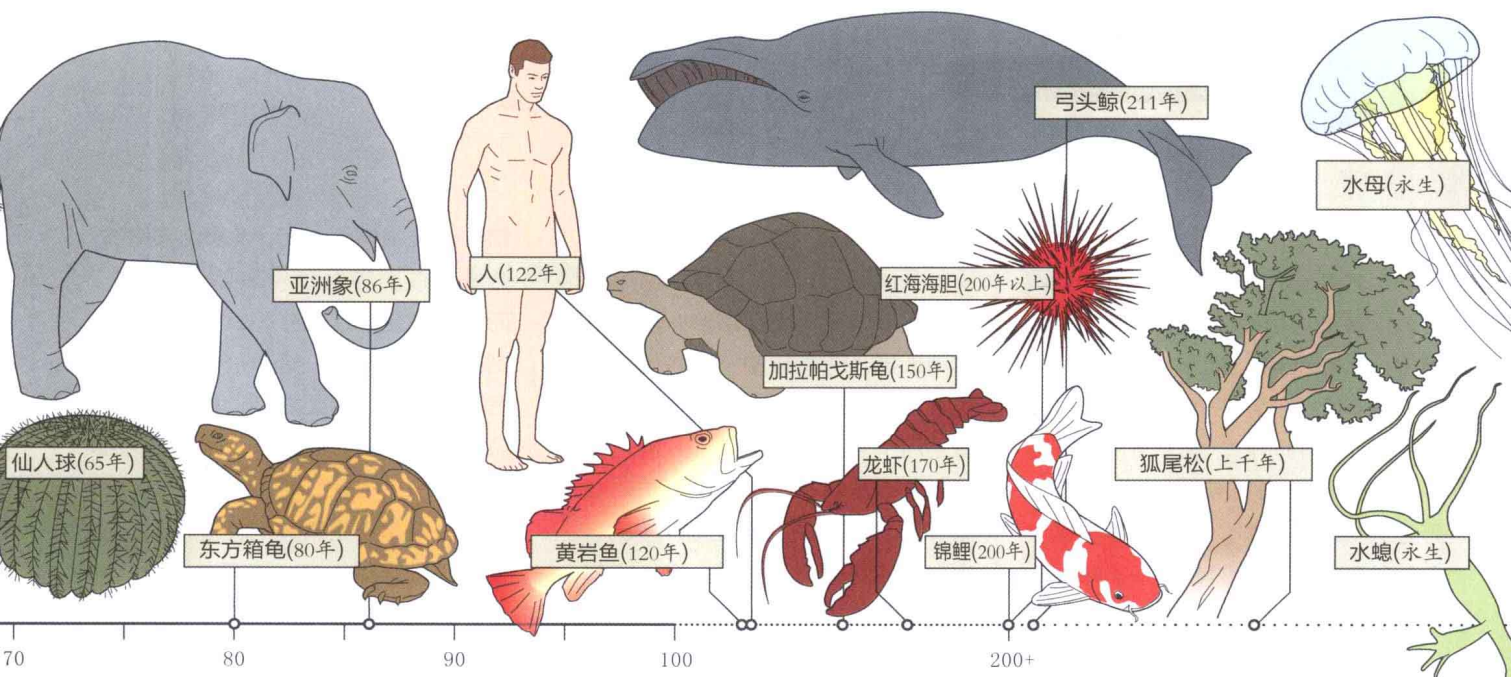 弓头鲸(211年)
水母(永生)
亚洲象(86年)
人(122年)
红海海胆(200年以上)
加拉帕戈斯龟(150年)
仙人球(65年)
龙虾(170年)
狐尾松(上千年)
东方箱龟(80年)
黄岩鱼(120年)
锦鲤(200年)
水螅(永生)
70
80
90
100
200+